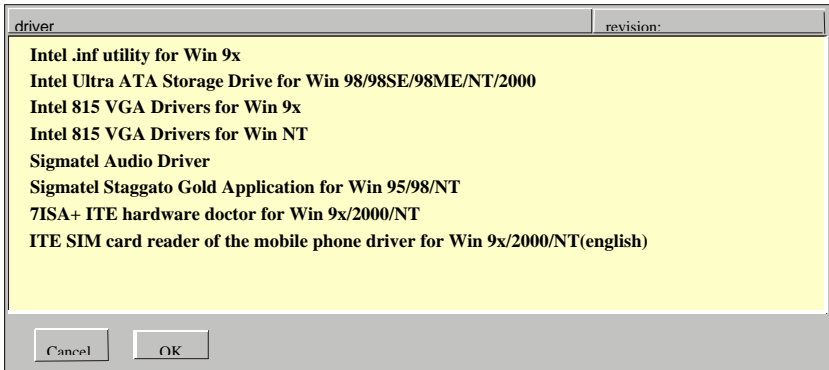 driver revision:
Intel .inf utility for Win 9x
Intel Ultra ATA Storage Drive for Win 98/98SE/98ME/NT/2000
Intel 815 VGA Drivers for Win 9x
Intel 815 VGA Drivers for Win NT
Sigmatel Audio Driver
Sigmatel Staggato Gold Application for Win 95/98/NT
7ISA+ ITE hardware doctor for Win 9x/2000/NT
ITE SIM card reader of the mobile phone driver for Win 9x/2000/NT(english)
Cancel OK